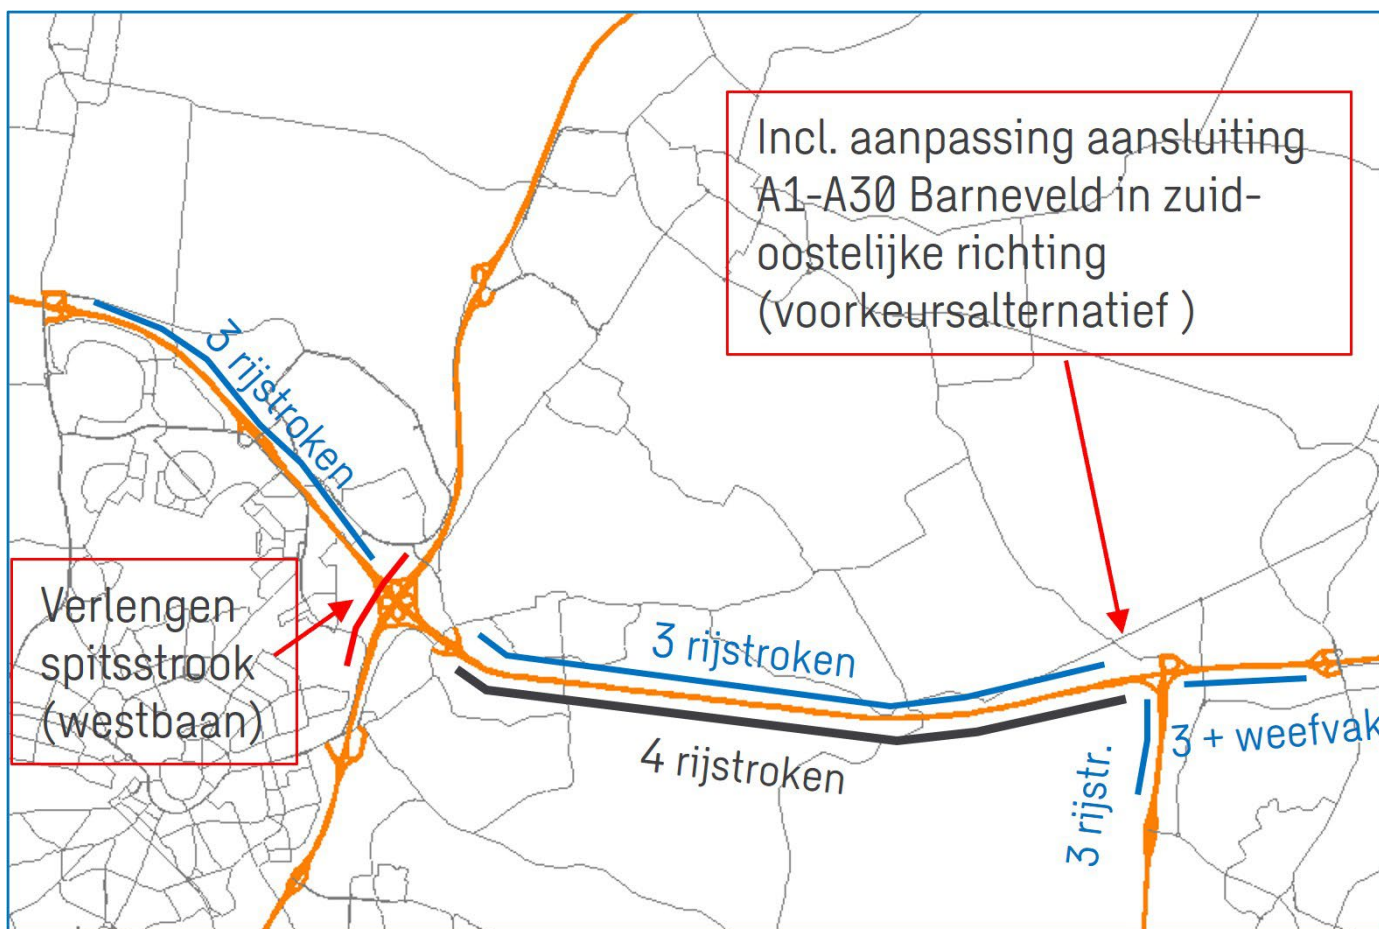 Incl. aanpassing aansluiting
A1-A30 Barneveld in zuid-
oostelijke richting
(voorkeursalternatief )
3 rijstroken
Verlengen
spitsstrook
(westbaan)
3 rijstroken
4 rijstroken
3 + weefvak
3 rijstr.